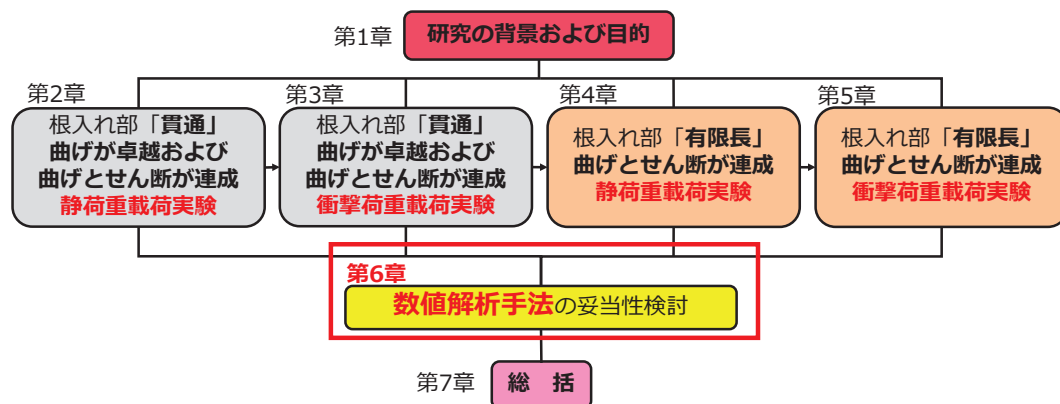 第1章
研究の背景および目的
第2章
根入れ部「貫通」
曲げが卓越および
曲げとせん断が連成
静荷重載荷実験
第3章
根入れ部「貫通」
曲げが卓越および
曲げとせん断が連成
衝撃荷重載荷実験
第4章
根入れ部「有限長」
曲げとせん断が連成
静荷重載荷実験
第5章
根入れ部「有限長」
曲げとせん断が連成
衝撃荷重載荷実験
第6章
数値解析手法の妥当性検討
第7章
総　括